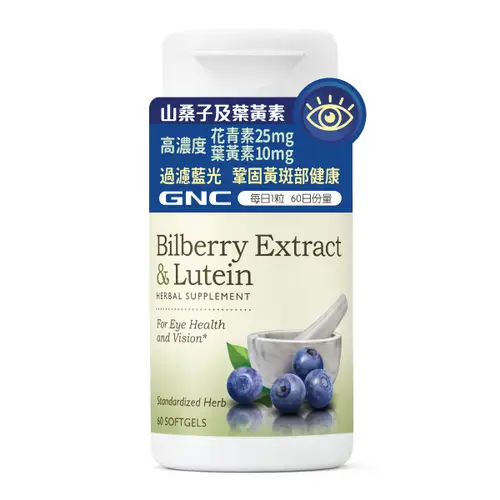 山桑子及葉黃素
高濃度 花青素25mg
葉黃素10mg
過濾藍光 鞏固黃斑部健康
GNC 每日1粒 60日份量
Bilberry Extract
& Lutein
HERBAL SUPPLEMENT
For Eye Health
and Vision*
Standardized Herb
60 SOFTGELS